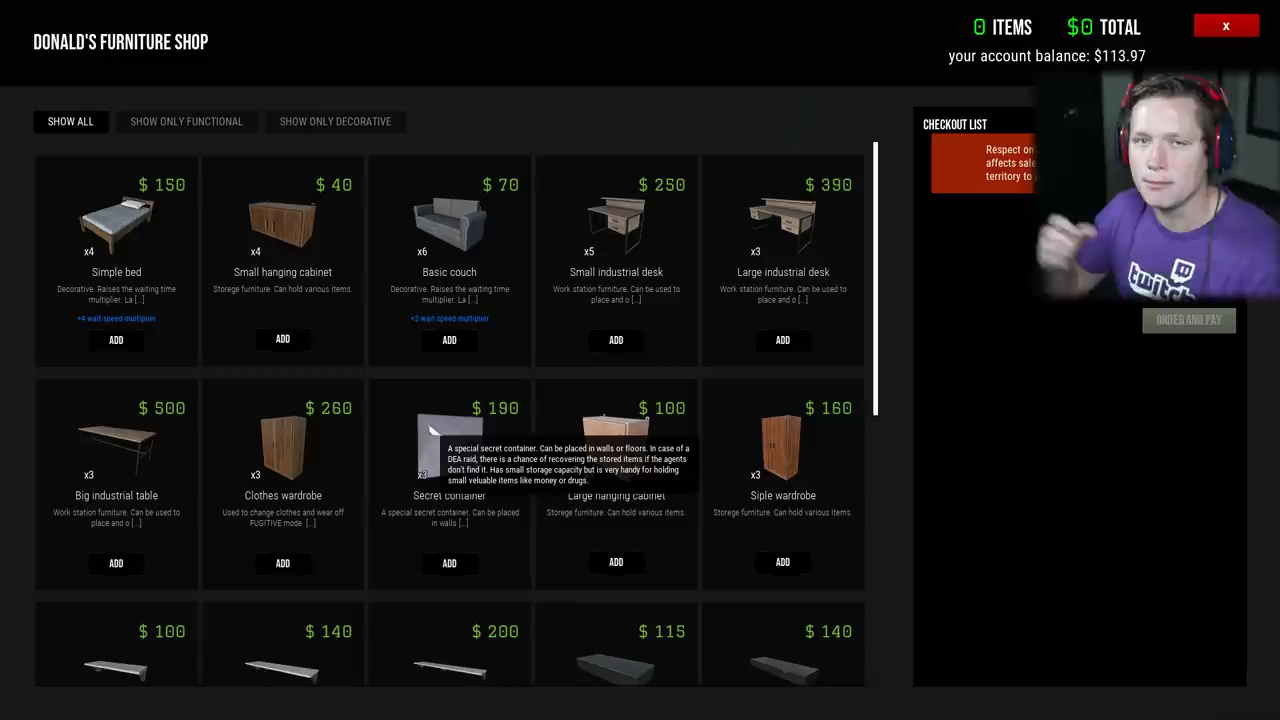 DONALD'S FURNITURE SHOP
0 ITEMS $0 TOTAL
x
your account balance: $113.97
SHOW ALL SHOW ONLY FUNCTIONAL SHOW ONLY DECORATIVE
CHECKOUT LIST
Respect on
affects sale
territory to
twitch
ORDER AND PAY
$ 150 $ 40 $ 70 $ 250 $ 390
x4 x4 x6 x5 x3
Simple bed Small hanging cabinet Basic couch Small industrial desk Large industrial desk
Decorative. Raises the waiting time
multiplier. La [...]
Storege furniture. Can hold various items.
Decorative. Raises the waiting time
multiplier. La [...]
Work station furniture. Can be used to
place and o [...]
Work station furniture. Can be used to
place and o [...]
+4 wait speed multiplier +2 wait speed multiplier
ADD ADD ADD ADD ADD
$ 500 $ 260 $ 190 $ 100 $ 160
A special secret container. Can be placed in walls or floors. In case of a
DEA raid, there is a chance of recovering the stored items if the agents
don't find it. Has small storage capacity but is very handy for holding
small veluable items like money or drugs.
x3 x3 x3 x3
Big industrial table Clothes wardrobe Secret container Large hanging cabinet Siple wardrobe
Work station furniture. Can be used to
place and o [...]
Used to change clothes and wear off
FUGITIVE mode. [...]
A special secret container. Can be placed
in walls [...]
Storege furniture. Can hold various items.
Storege furniture. Can hold various items.
ADD ADD ADD ADD ADD
$ 100 $ 140 $ 200 $ 115 $ 140